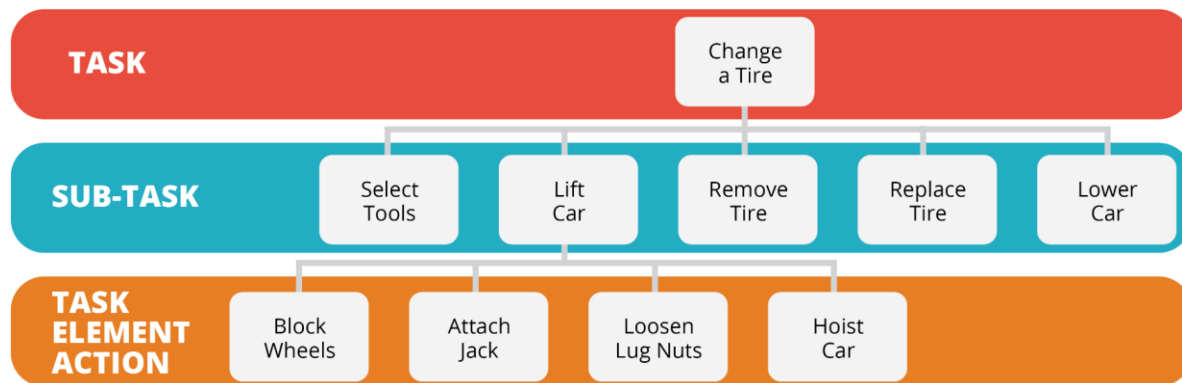 TASK
Change
a Tire
SUB-TASK
Select
Tools
Lift
Car
Remove
Tire
Replace
Tire
Lower
Car
TASK
ELEMENT
ACTION
Block
Wheels
Attach
Jack
Loosen
Lug Nuts
Hoist
Car